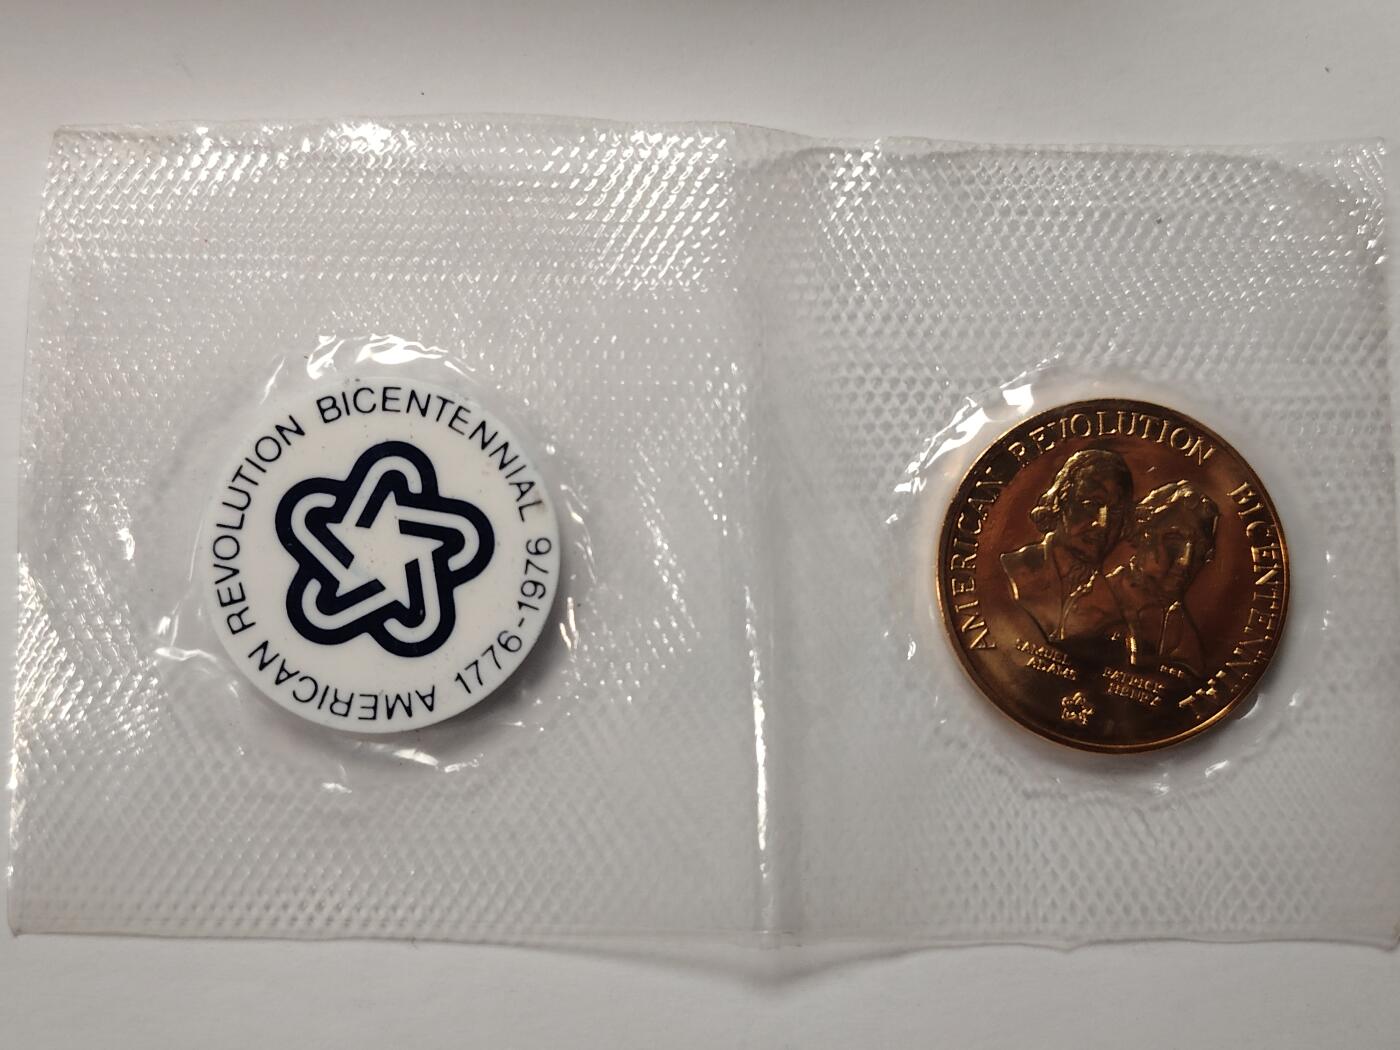 AMERICAN REVOLUTION BICENTENNIAL 1776-1976
AMERICAN REVOLUTION BICENTENNIAL
SAMUEL
ADAMS
PATRICK
HENRY